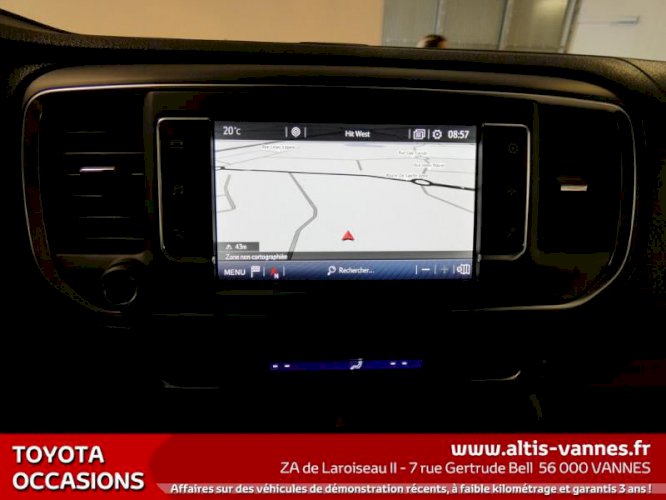 20°C
Hit West
08:57
MENU
43m
Zone non cartographiée
Rechercher...
N
TOYOTA
OCCASIONS
www.altis-vannes.fr
ZA de Laroiseau II - 7 rue Gertrude Bell 56 000 VANNES
Affaires sur des véhicules de démonstration récents, à faible kilométrage et garantis 3 ans !